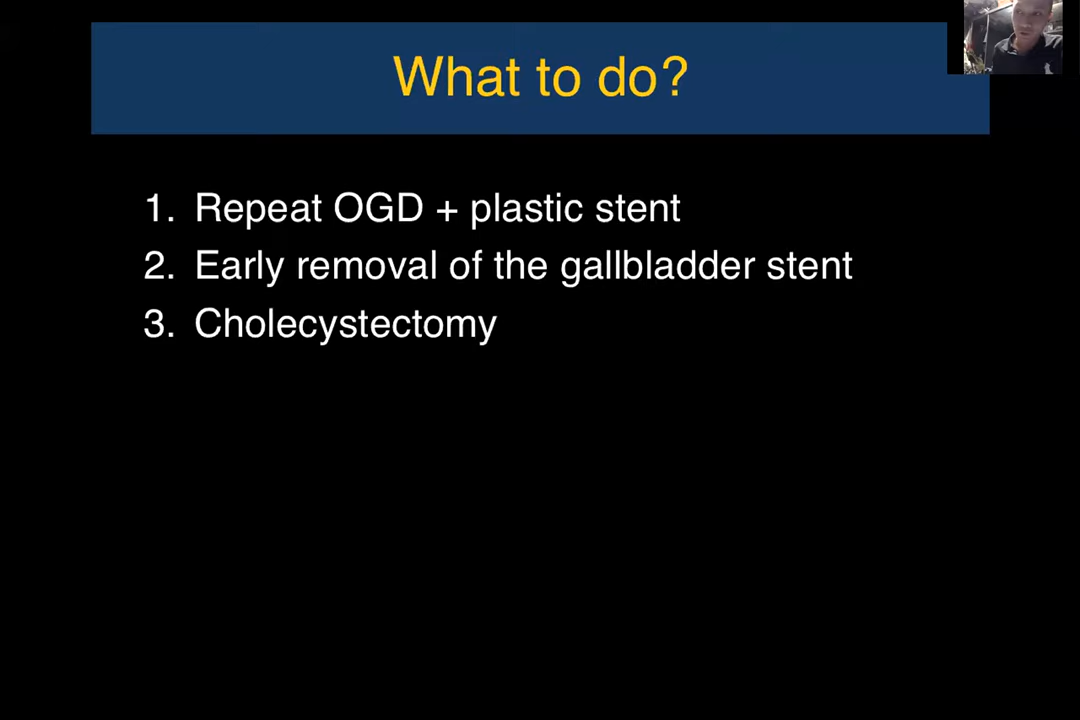 What to do?
1. Repeat OGD + plastic stent
2. Early removal of the gallbladder stent
3. Cholecystectomy